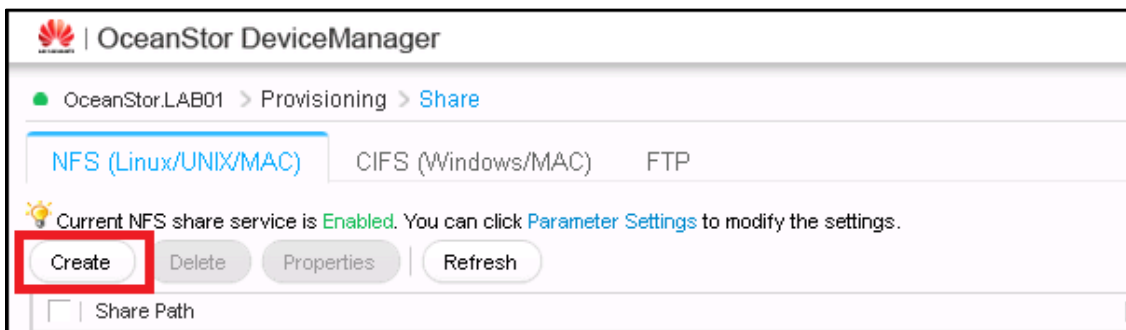 | OceanStor DeviceManager
OceanStor.LAB01 > Provisioning > Share
NFS (Linux/UNIX/MAC) CIFS (Windows/MAC) FTP
Current NFS share service is Enabled. You can click Parameter Settings to modify the settings.
Create Delete Properties Refresh
Share Path